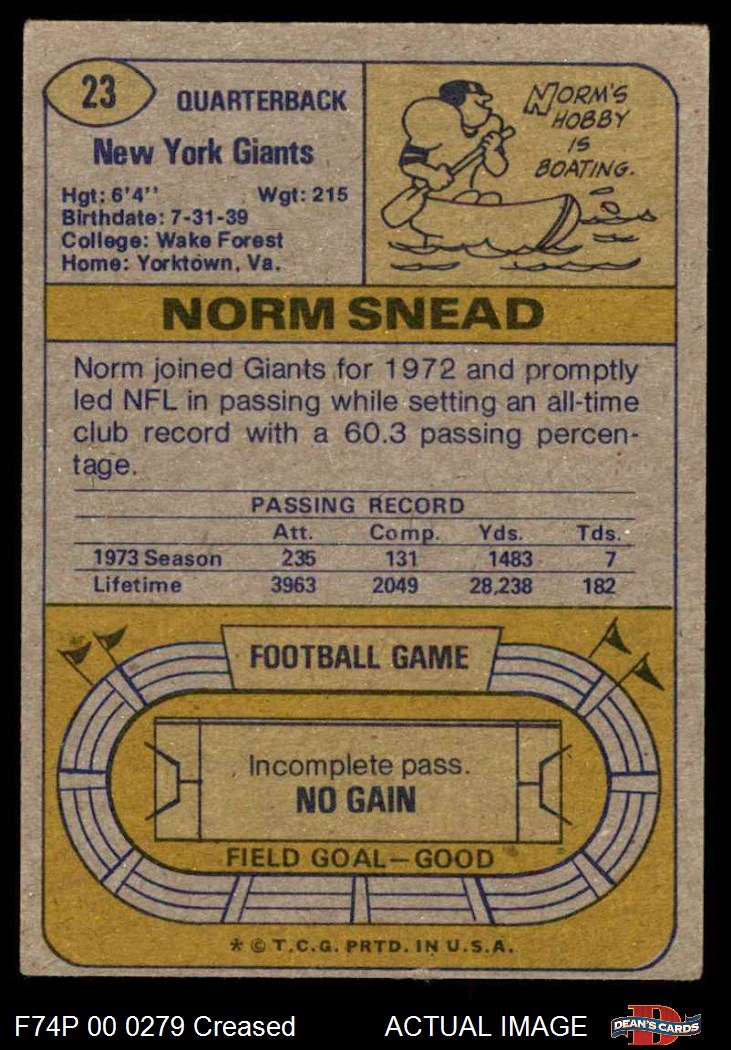 23
QUARTERBACK
New York Giants
Hgt: 6'4'' Wgt: 215
Birthdate: 7-31-39
College: Wake Forest
Home: Yorktown, Va.
NORM'S
HOBBY
IS
BOATING.
NORM SNEAD
Norm joined Giants for 1972 and promptly
led NFL in passing while setting an all-time
club record with a 60.3 passing percen-
tage.
PASSING RECORD
Att. Comp. Yds. Tds.
1973 Season 235 131 1483 7
Lifetime 3963 2049 28,238 182
FOOTBALL GAME
Incomplete pass.
NO GAIN
FIELD GOAL—GOOD
* © T.C.G. PRTD. IN U.S.A.
F74P 00 0279 Creased ACTUAL IMAGE
D
DEAN'S CARDS